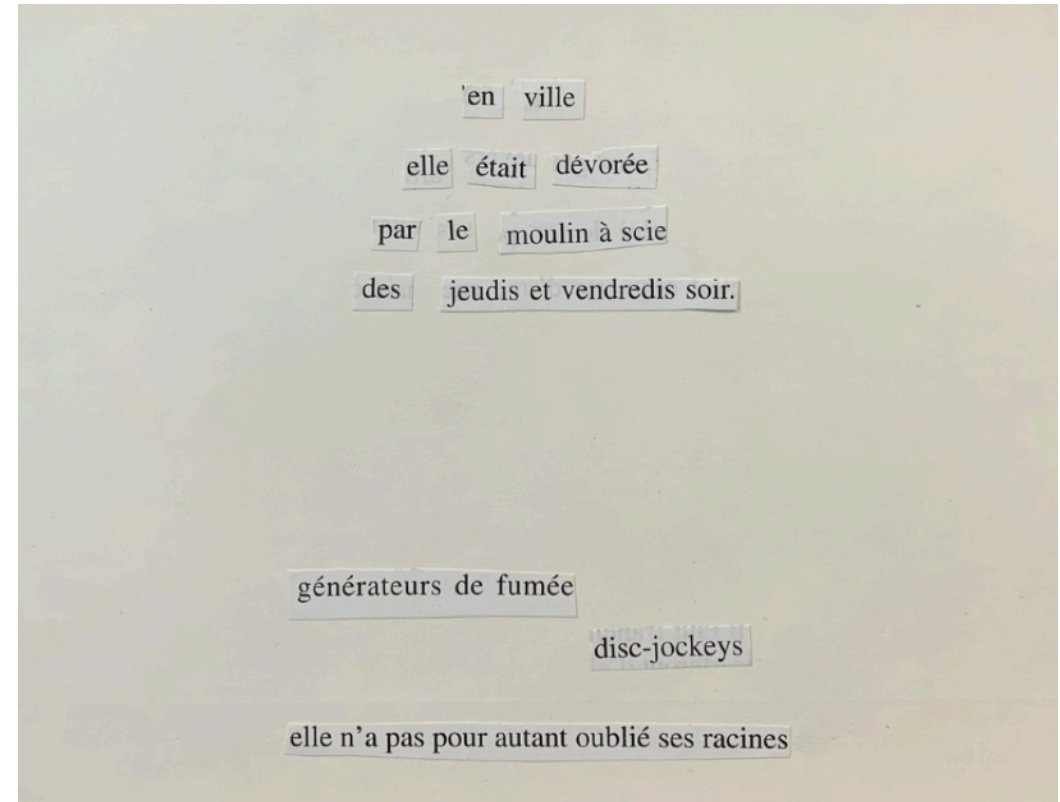 en ville
elle était dévorée
par le moulin à scie
des jeudis et vendredis soir.
générateurs de fumée
disc-jockeys
elle n’a pas pour autant oublié ses racines